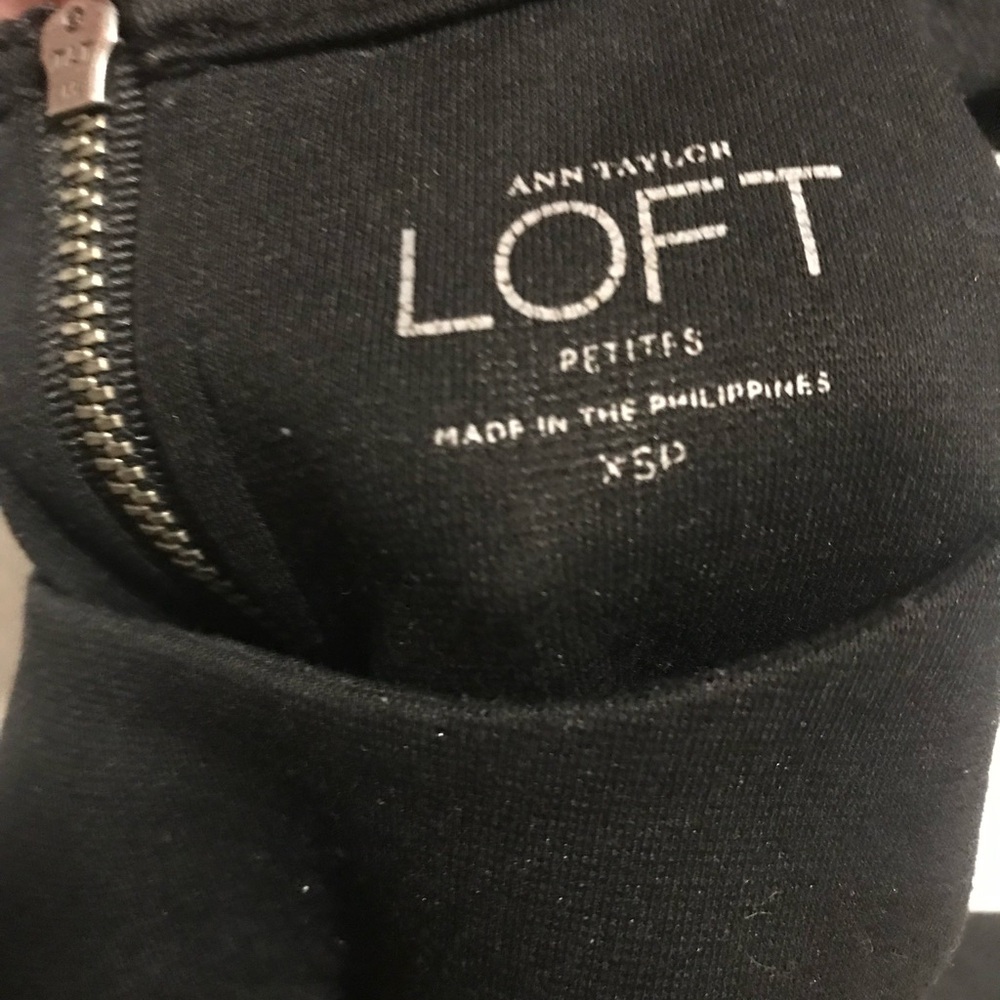 ANN TAYLOR
LOFT
PETITES
MADE IN THE PHILIPPINES
XSP